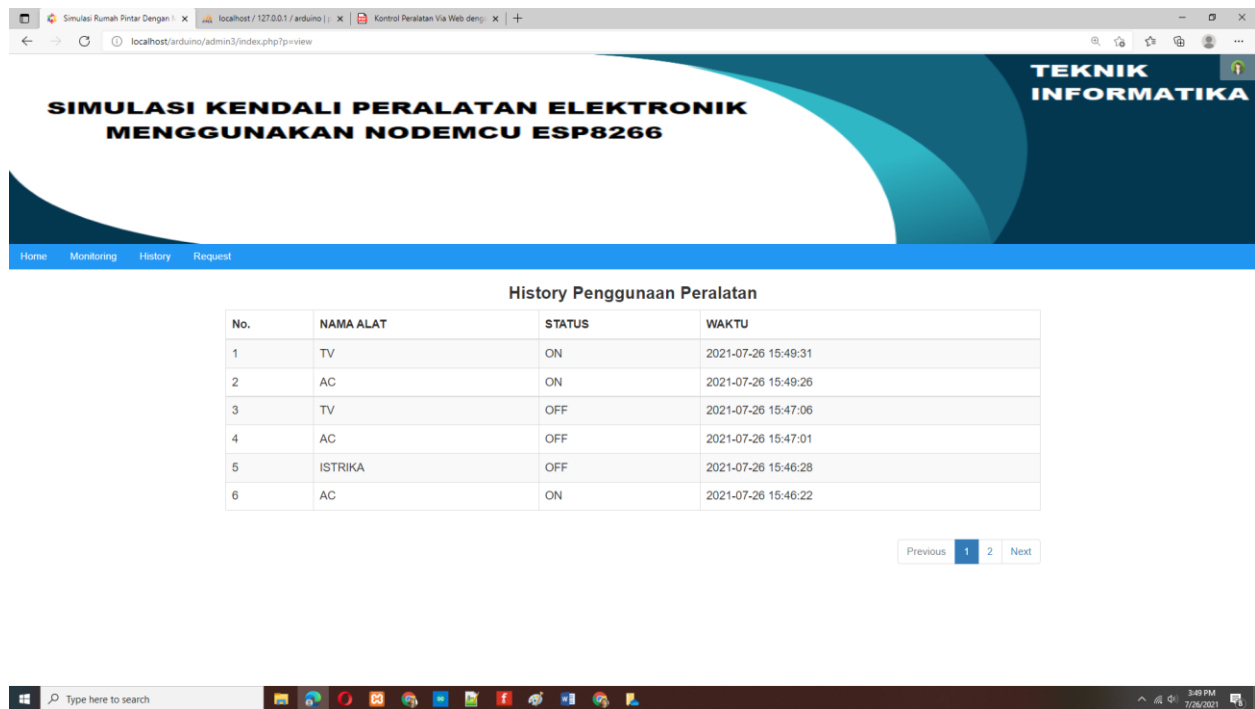 Simulasi Rumah Pintar Dengan
localhost / 127.0.0.1 / arduino | p
Kontrol Peralatan Via Web deng
localhost/arduino/admin3/index.php?p=view
TEKNIK
INFORMATIKA
SIMULASI KENDALI PERALATAN ELEKTRONIK
MENGGUNAKAN NODEMCU ESP8266
Home Monitoring History Request
History Penggunaan Peralatan
No. NAMA ALAT STATUS WAKTU
1 TV ON 2021-07-26 15:49:31
2 AC ON 2021-07-26 15:49:26
3 TV OFF 2021-07-26 15:47:06
4 AC OFF 2021-07-26 15:47:01
5 ISTRIKA OFF 2021-07-26 15:46:28
6 AC ON 2021-07-26 15:46:22
Previous 1 2 Next
Type here to search
3:49 PM
7/26/2021